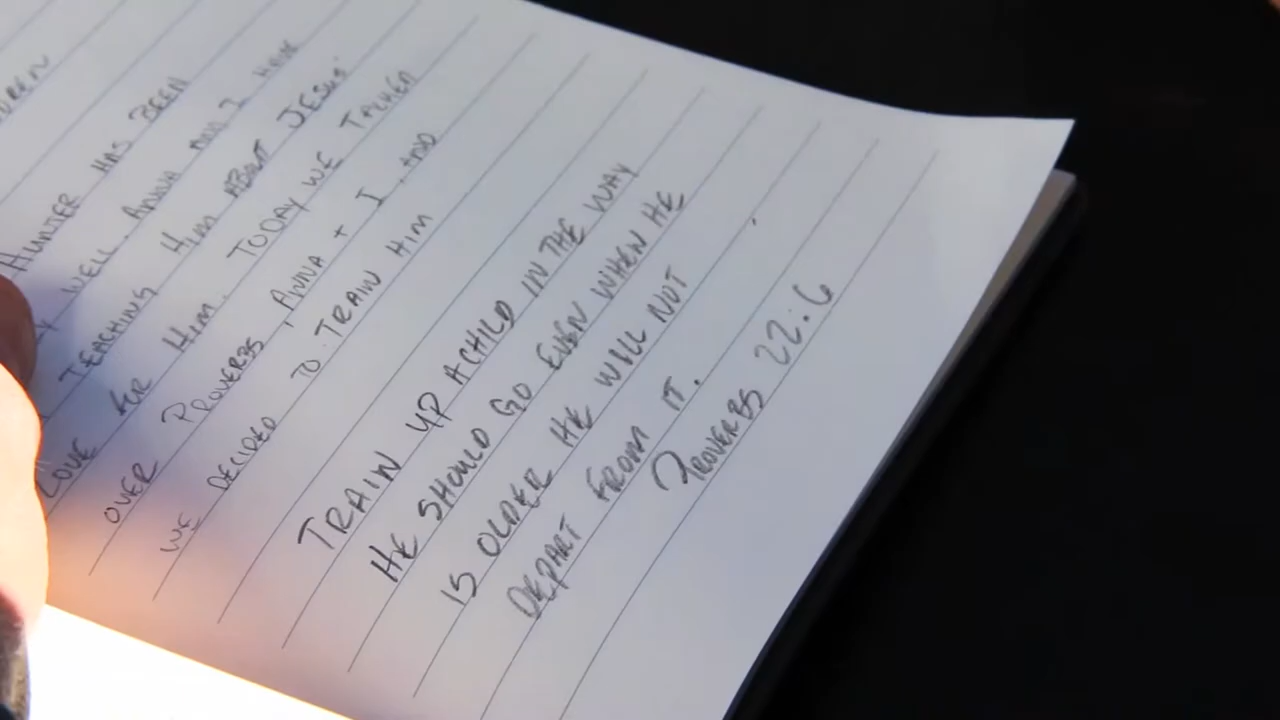 HUNTER HAS BEEN
WELL. ANNA AND I HAVE
TEACHING HIM ABOUT JESUS'
LOVE FOR HIM. TODAY WE TALKED
OVER PROVERBS, ANNA + I, AND
WE DECIDED TO TRAIN HIM
TRAIN UP A CHILD IN THE WAY
HE SHOULD GO EVEN WHEN HE
IS OLDER HE WILL NOT
DEPART FROM IT.
PROVERBS 22:6